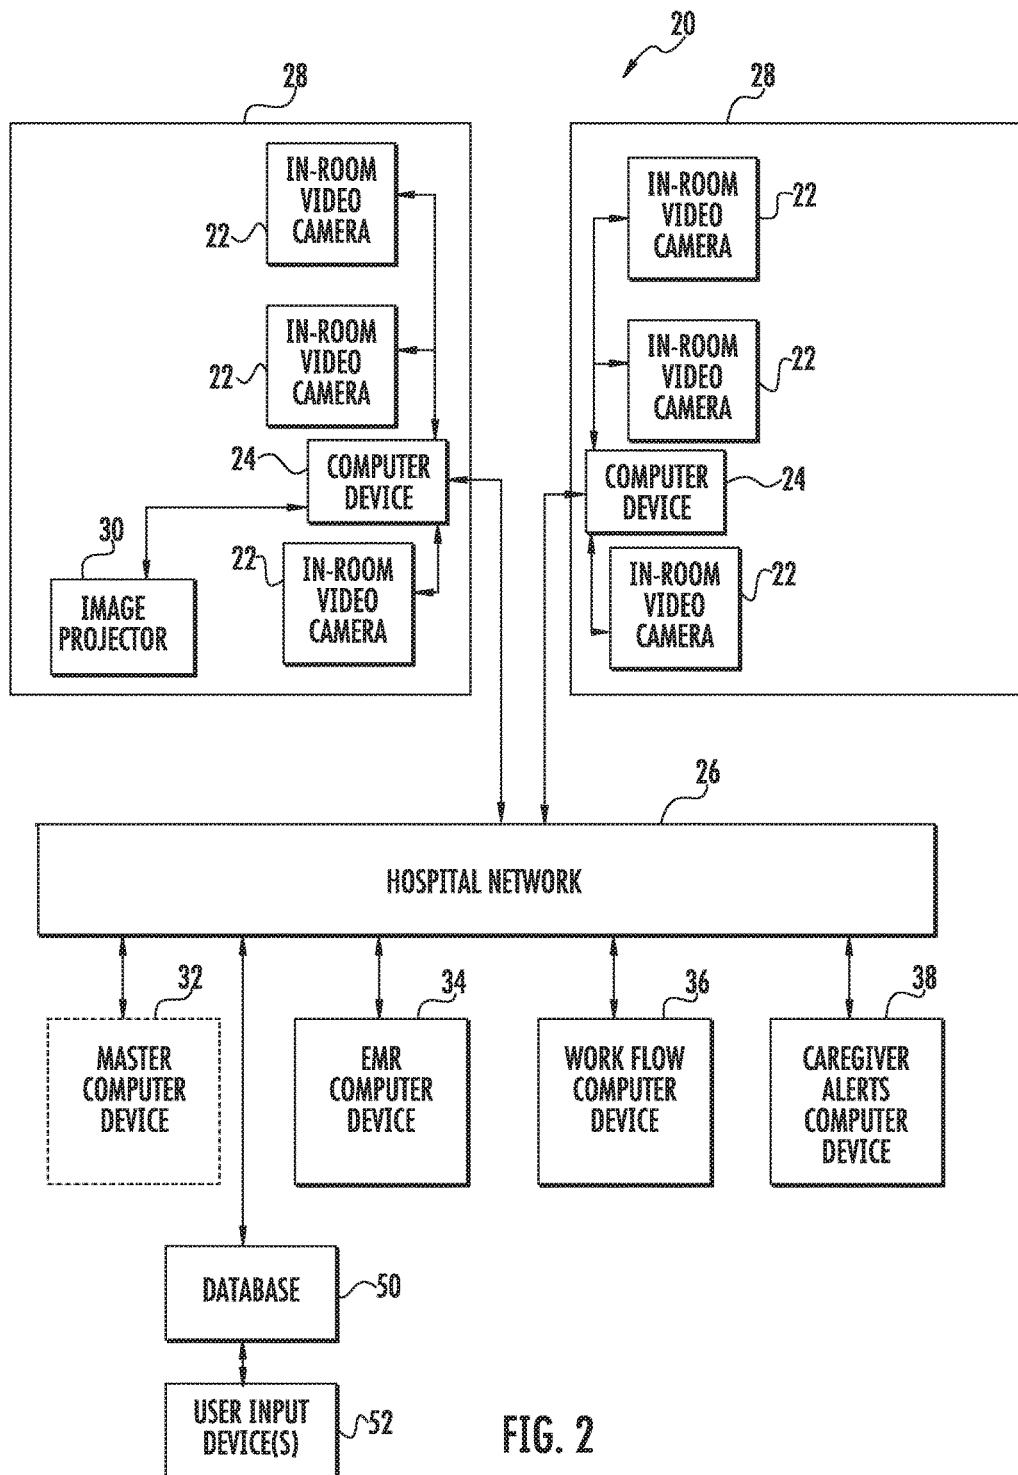 20
28
28
IN-ROOM
VIDEO
CAMERA
22
IN-ROOM
VIDEO
CAMERA
22
IN-ROOM
VIDEO
CAMERA
22
IN-ROOM
VIDEO
CAMERA
22
24
COMPUTER
DEVICE
COMPUTER
DEVICE
24
30
IMAGE
PROJECTOR
22
IN-ROOM
VIDEO
CAMERA
IN-ROOM
VIDEO
CAMERA
22
26
HOSPITAL NETWORK
32
34
36
38
MASTER
COMPUTER
DEVICE
EMR
COMPUTER
DEVICE
WORK FLOW
COMPUTER
DEVICE
CAREGIVER
ALERTS
COMPUTER
DEVICE
DATABASE
50
USER INPUT
DEVICE(S)
52
FIG. 2